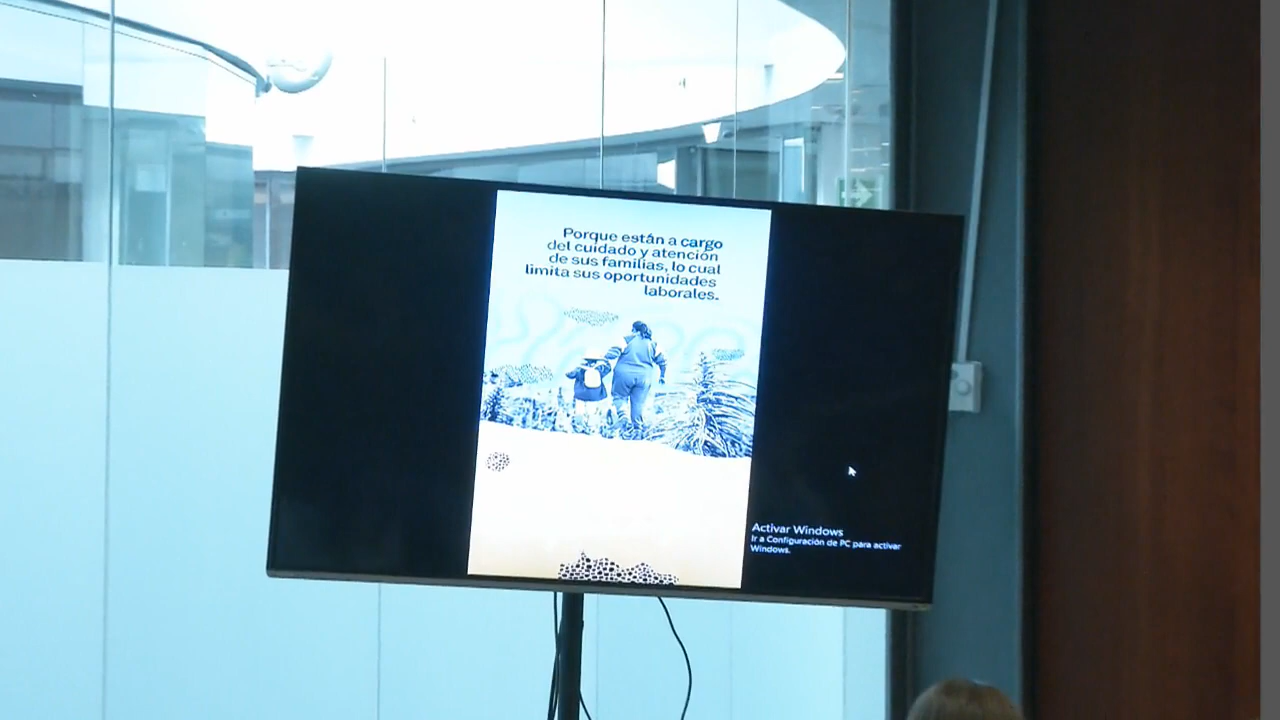 Porque están a cargo
del cuidado y atención
de sus familias, lo cual
limita sus oportunidades
laborales.
Activar Windows
Ir a Configuración de PC para activar
Windows.